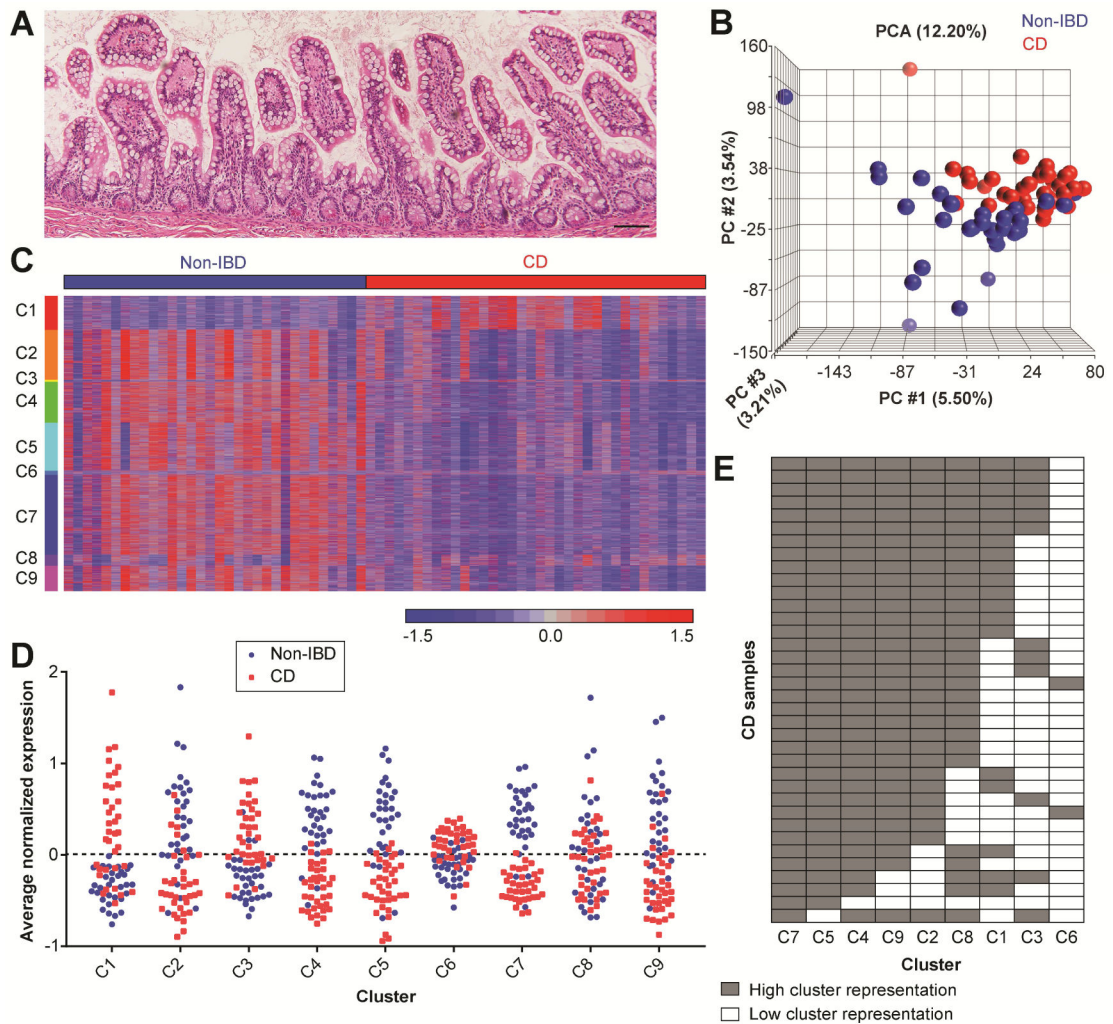 A
B
PCA (12.20%)
Non-IBD
CD
160
98
38
-25
-87
-150
PC #2 (3.54%)
PC #3
(3.21%)
-143
-87
-31
24
80
PC #1 (5.50%)
C
Non-IBD
CD
C1
C2
C3
C4
C5
C6
C7
C8
C9
-1.5
0.0
1.5
D
Non-IBD
CD
2
1
0
-1
Average normalized expression
C1
C2
C3
C4
C5
C6
C7
C8
C9
Cluster
E
CD samples
C7
C5
C4
C9
C2
C8
C1
C3
C6
Cluster
High cluster representation
Low cluster representation